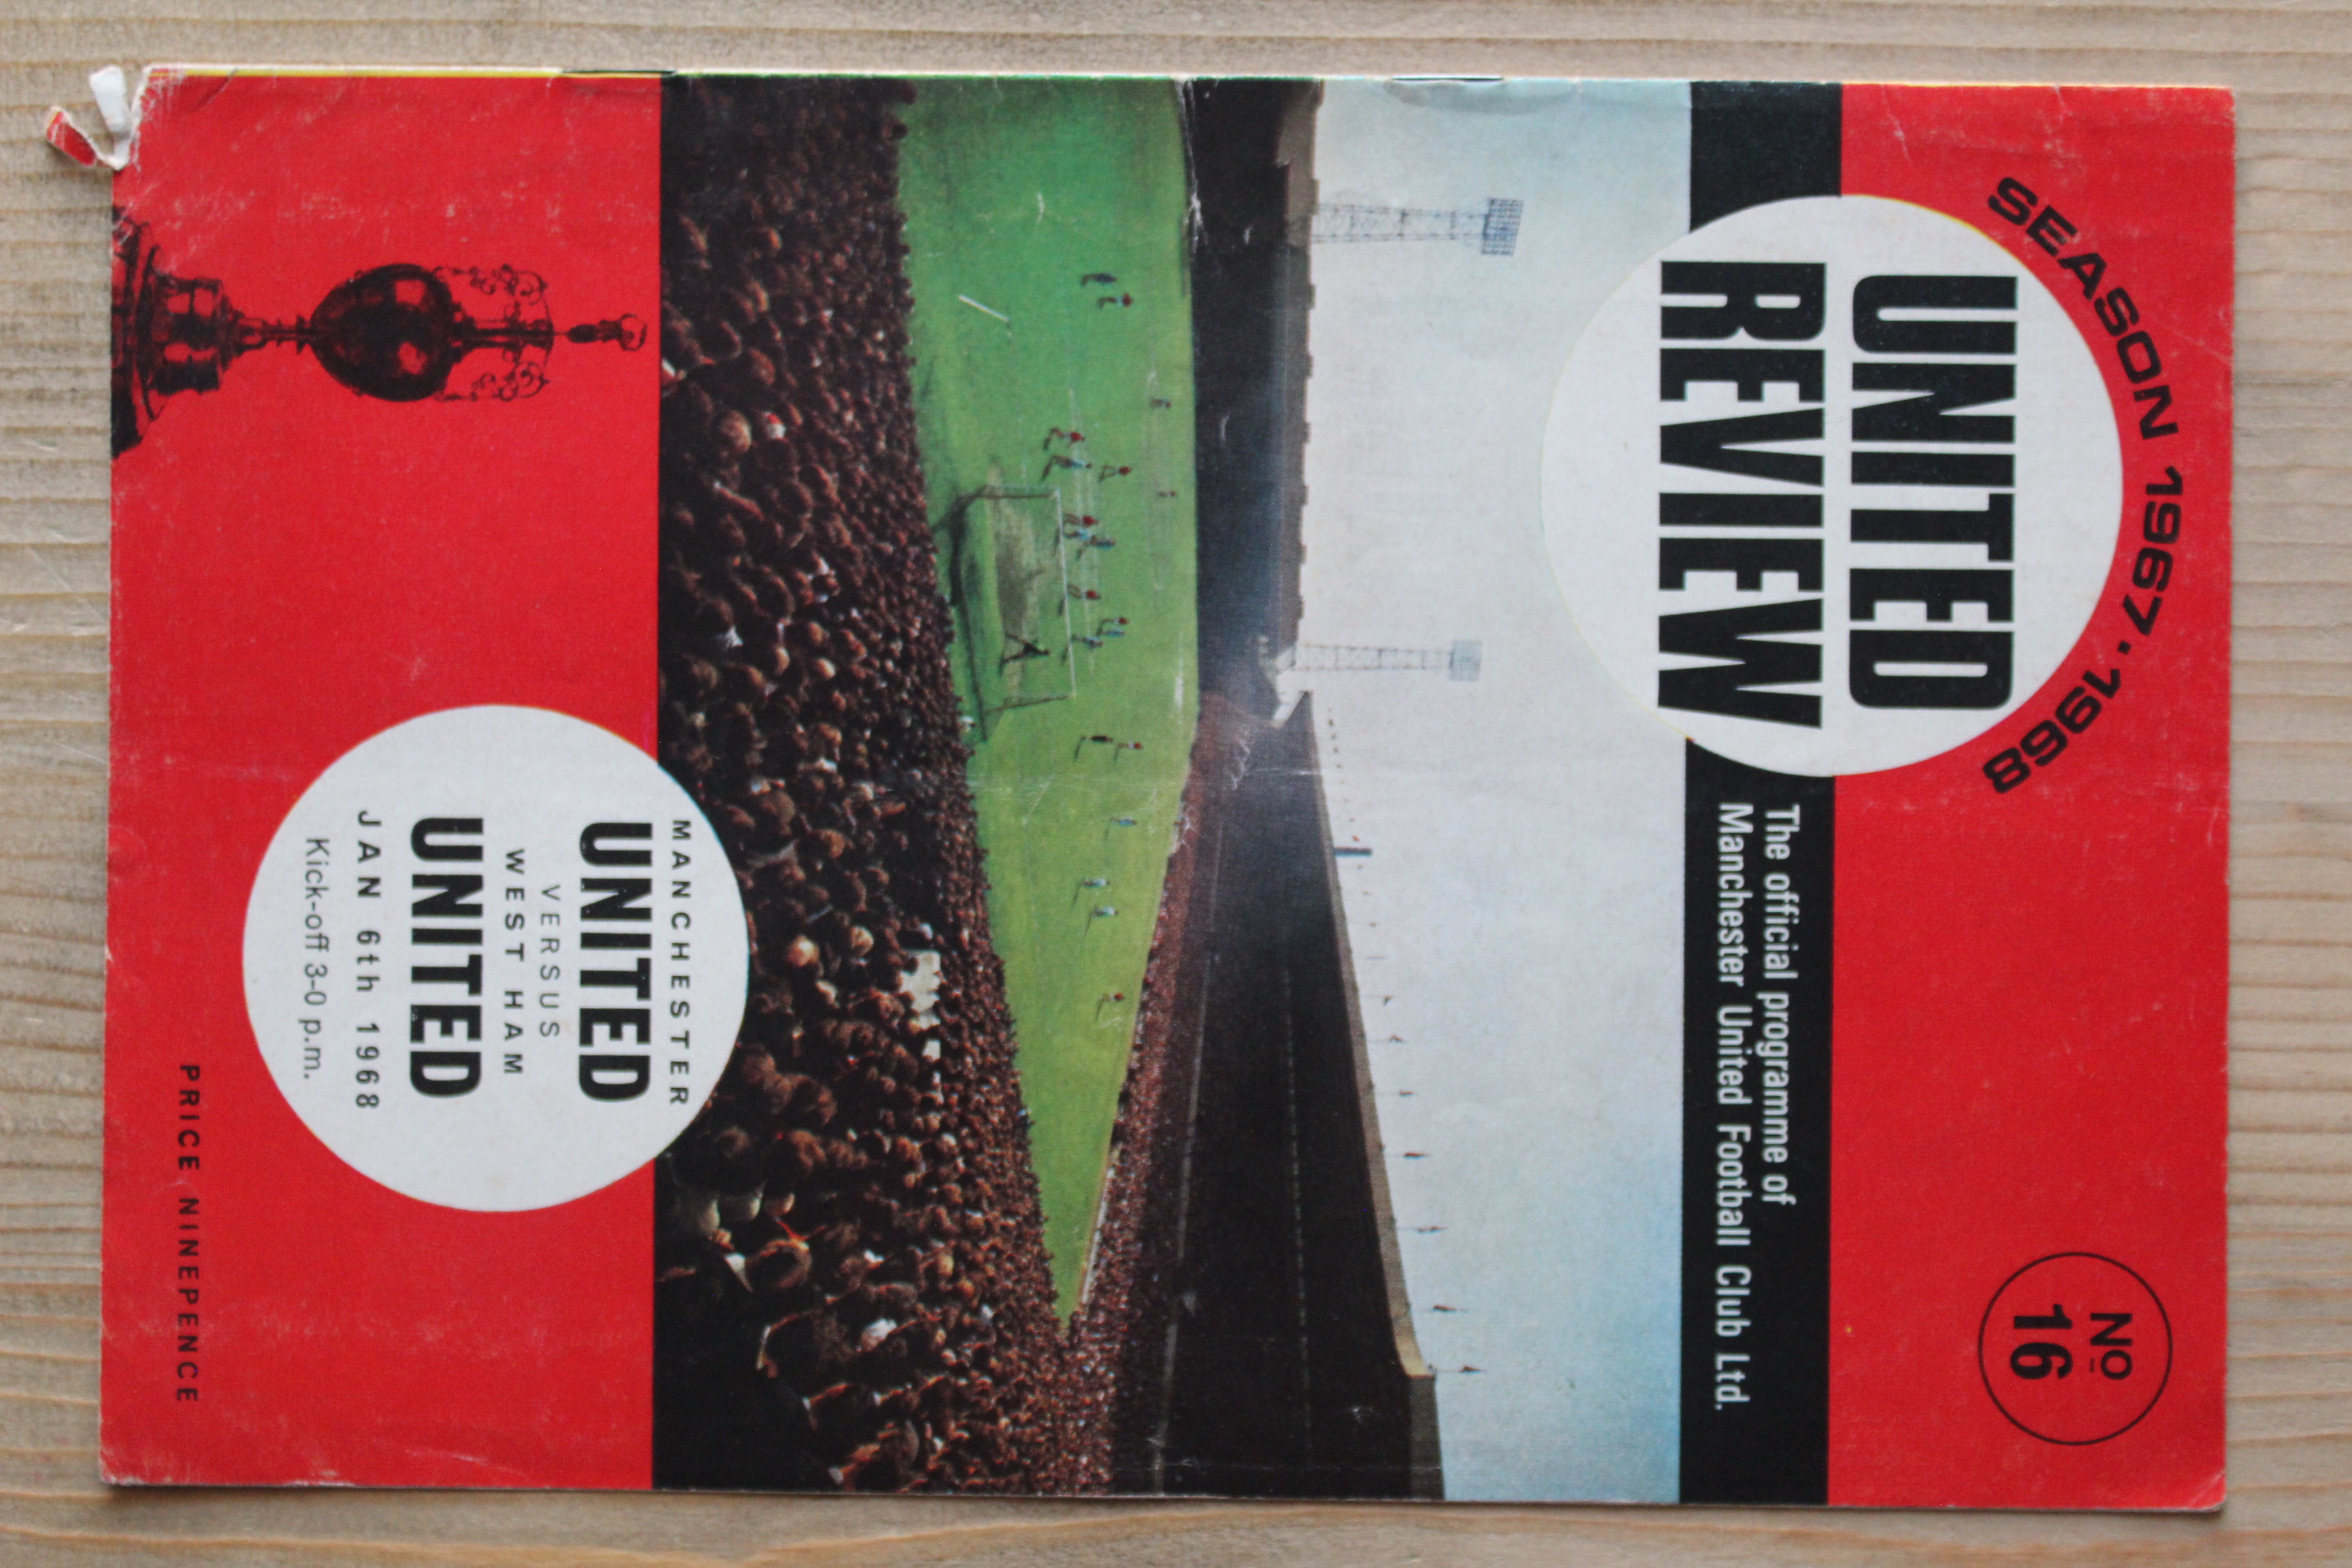 SEASON 1967·1968
No
16
UNITED
REVIEW
The official programme of
Manchester United Football Club Ltd.
MANCHESTER
UNITED
VERSUS
WEST HAM
UNITED
JAN 6th 1968
Kick-off 3-0 p.m.
PRICE NINEPENCE